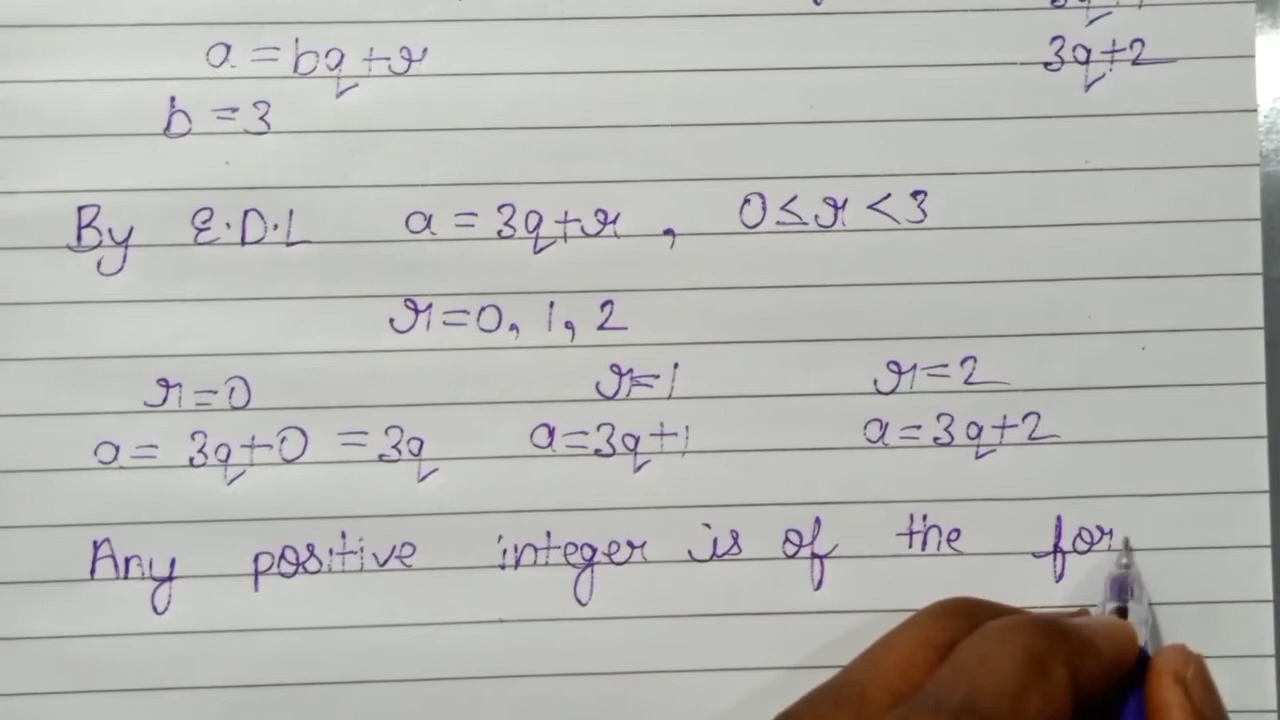 a = bq + r
3q+2
b = 3
By E.D.L a = 3q+r , 0 ≤ r < 3
r = 0, 1, 2
r = 0 r = 1 r = 2
a = 3q+0 = 3q a = 3q+1 a = 3q+2
Any positive integer is of the for